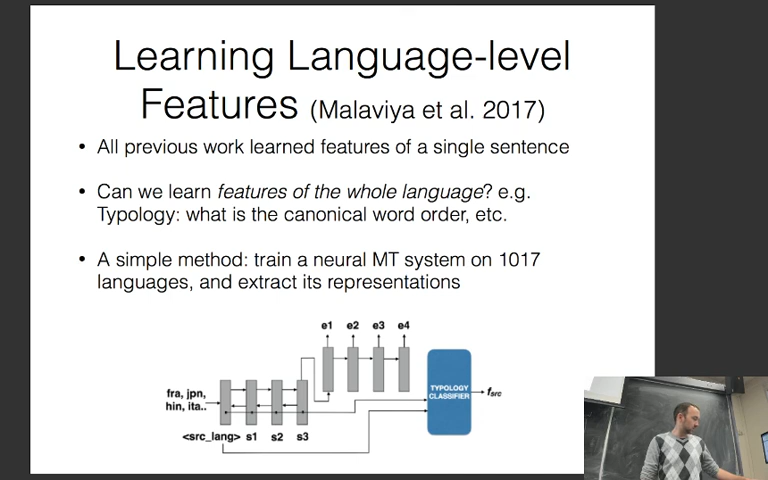 Learning Language-level
Features (Malaviya et al. 2017)
• All previous work learned features of a single sentence
• Can we learn features of the whole language? e.g.
Typology: what is the canonical word order, etc.
• A simple method: train a neural MT system on 1017
languages, and extract its representations
e1 e2 e3 e4
fra, jpn,
hin, ita..
TYPOLOGY
CLASSIFIER
fsrc
<src_lang> s1 s2 s3